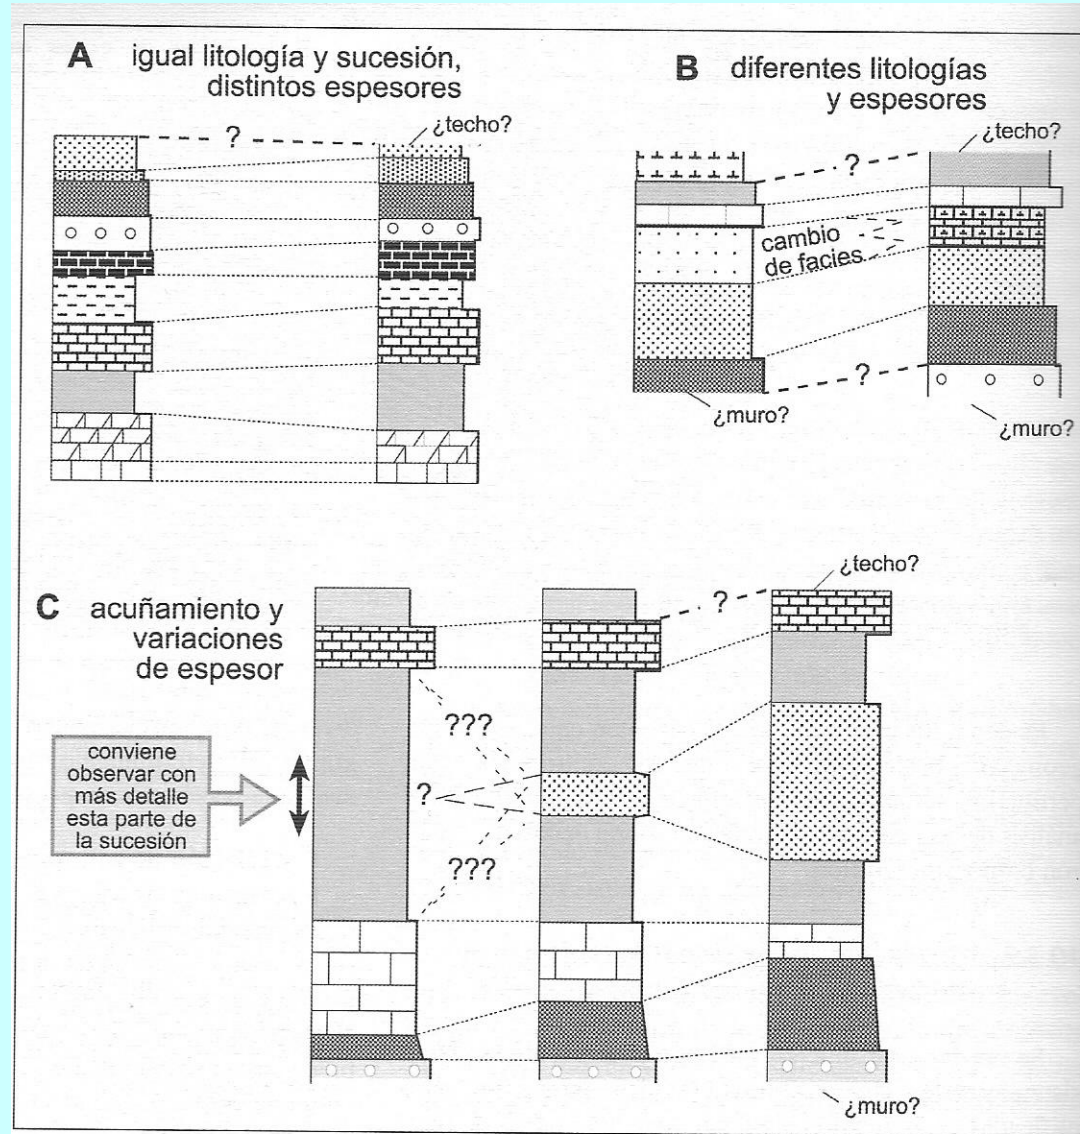 A igual litología y sucesión,
distintos espesores
?
¿techo?
B diferentes litologías
y espesores
¿techo?
?
cambio
de facies
?
¿muro?
¿muro?
C acuñamiento y
variaciones
de espesor
¿techo?
?
???
conviene
observar con
más detalle
esta parte de
la sucesión
?
???
¿muro?